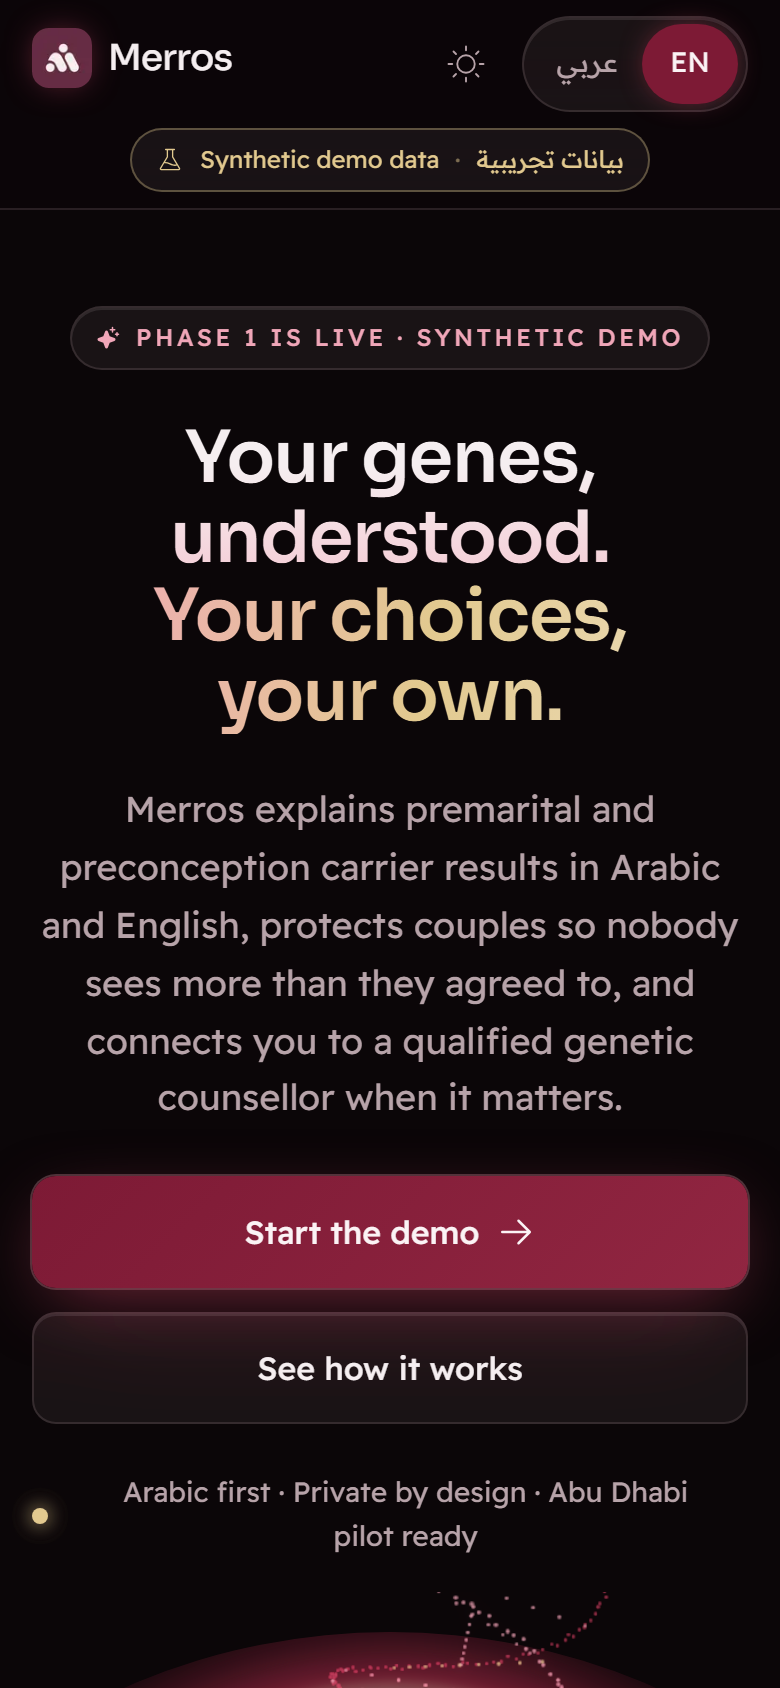 Merros
عربي
EN
Synthetic demo data · بيانات تجريبية
PHASE 1 IS LIVE · SYNTHETIC DEMO
Your genes,
understood.
Your choices,
your own.
Merros explains premarital and
preconception carrier results in Arabic
and English, protects couples so nobody
sees more than they agreed to, and
connects you to a qualified genetic
counsellor when it matters.
Start the demo →
See how it works
Arabic first · Private by design · Abu Dhabi
pilot ready